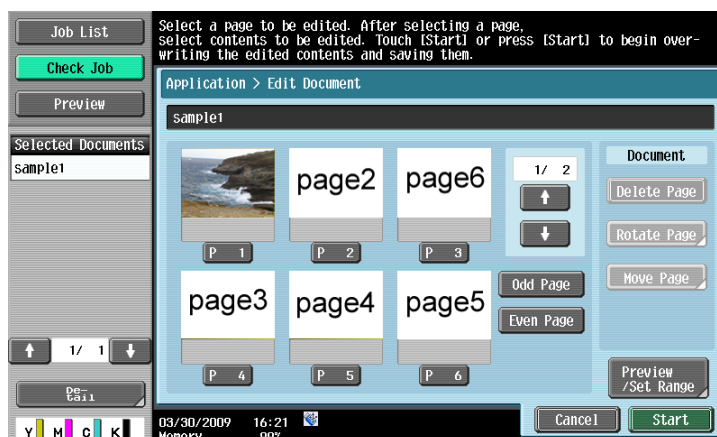 Job List
Check Job
Preview
Select a page to be edited. After selecting a page,
select contents to be edited. Touch [Start] or press [Start] to begin over-
writing the edited contents and saving them.
Application > Edit Document
sample1
Selected Documents
sample1
page2
page6
P 1
P 2
P 3
page3
page4
page5
P 4
P 5
P 6
1/ 2
Odd Page
Even Page
Document
Delete Page
Rotate Page
Move Page
Preview
/Set Range
1/ 1
De-
tail
Y M C K
03/30/2009 16:21
Memory 99%
Cancel
Start